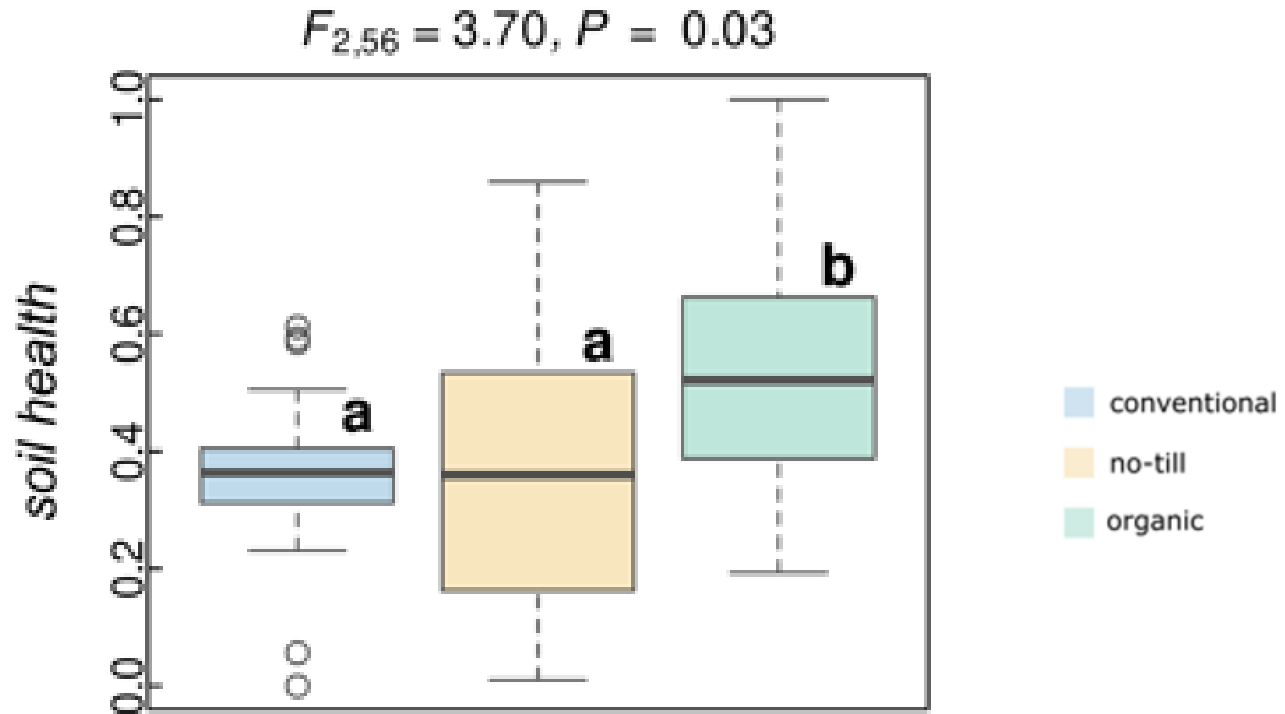 F2,56 = 3.70, P = 0.03
soil health
1.0
0.8
0.6
0.4
0.2
0.0
a
a
b
conventional
no-till
organic